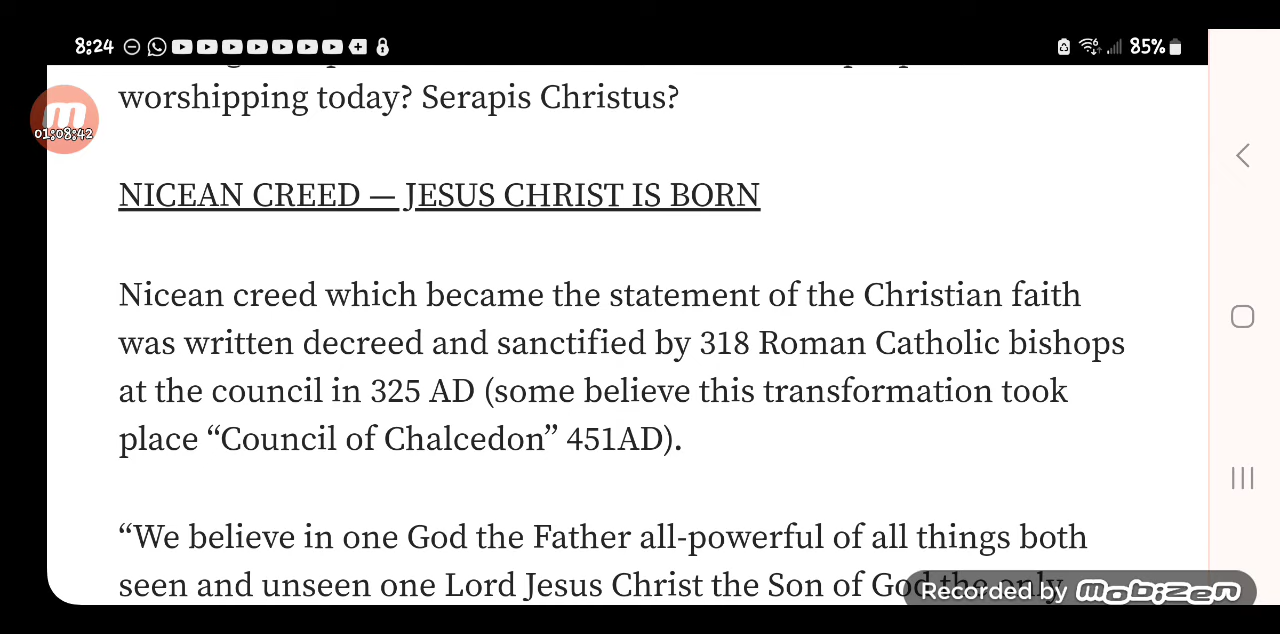 8:24
85%
01:08:42
worshipping today? Serapis Christus?
NICEAN CREED — JESUS CHRIST IS BORN
Nicean creed which became the statement of the Christian faith
was written decreed and sanctified by 318 Roman Catholic bishops
at the council in 325 AD (some believe this transformation took
place “Council of Chalcedon” 451AD).
“We believe in one God the Father all-powerful of all things both
seen and unseen one Lord Jesus Christ the Son of God the only
Recorded by mobizen